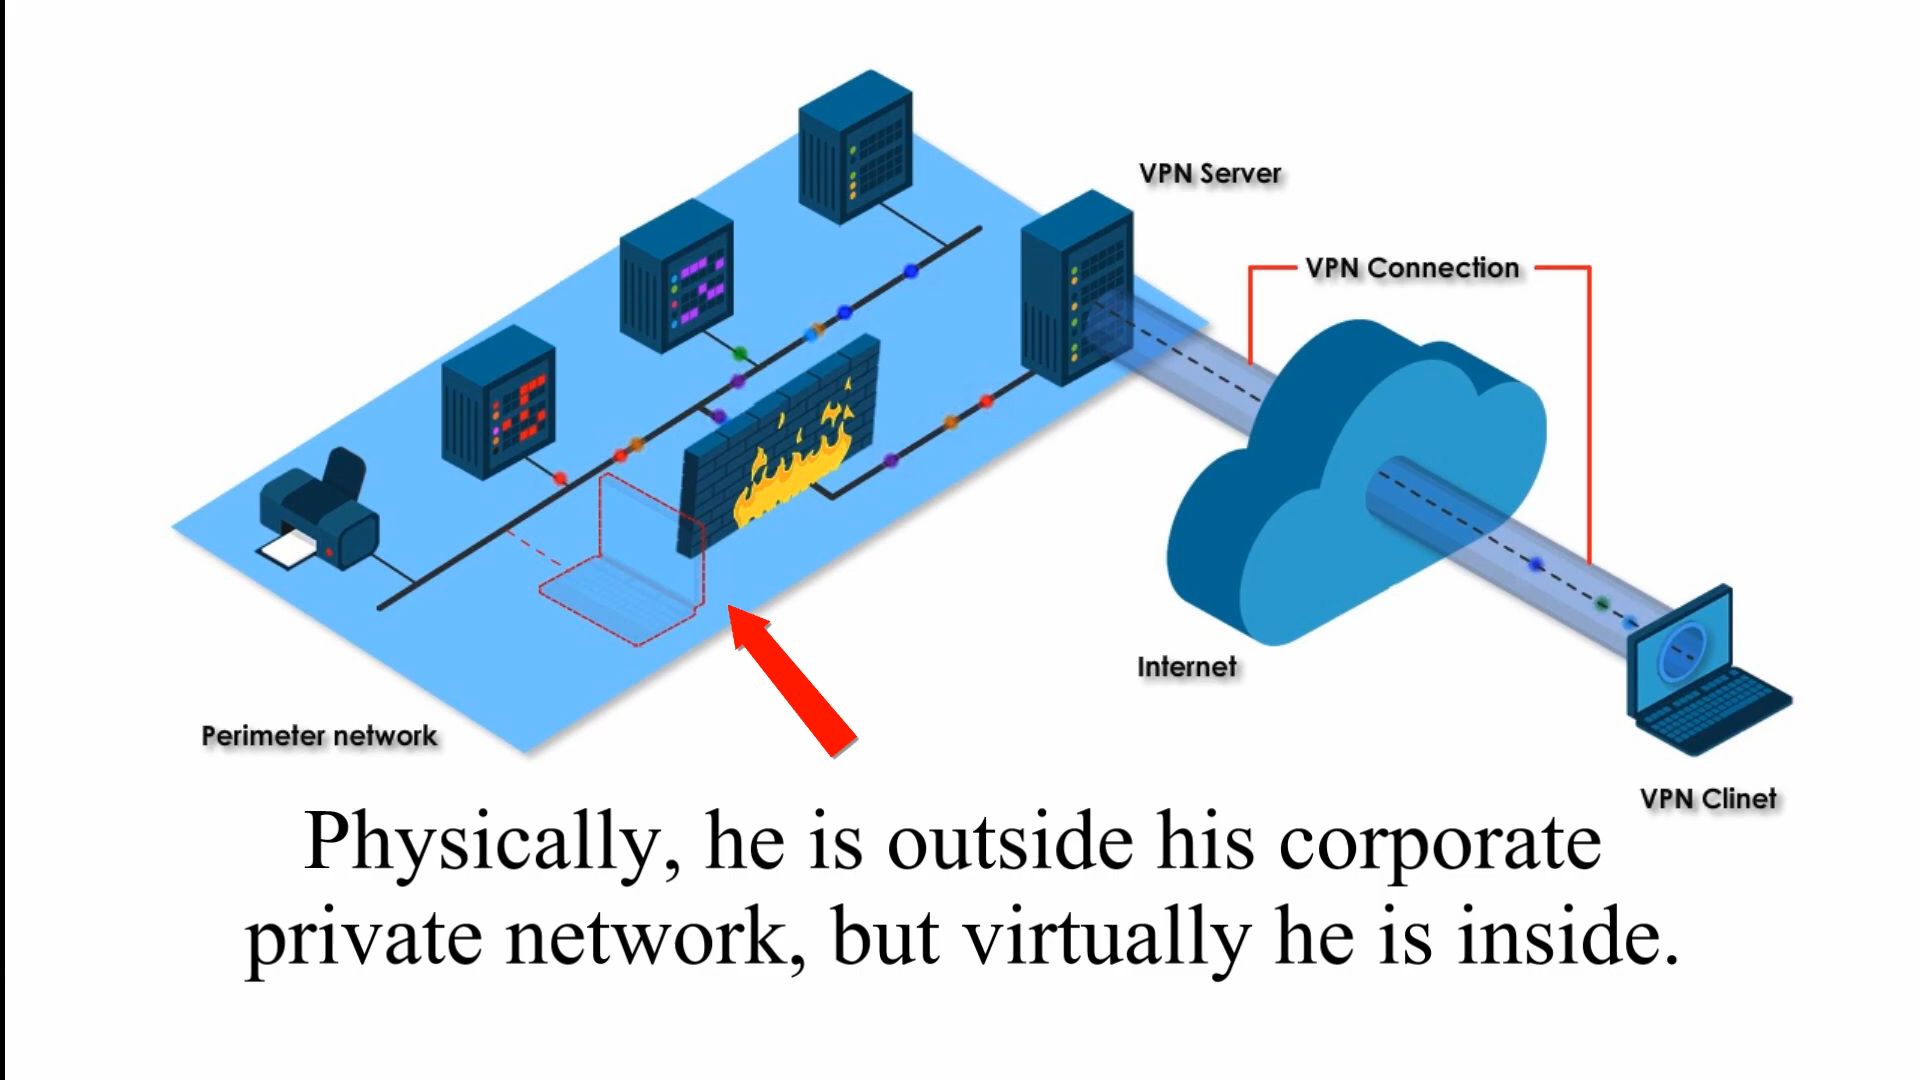 VPN Server
VPN Connection
Internet
Perimeter network
VPN Clinet
Physically, he is outside his corporate
private network, but virtually he is inside.